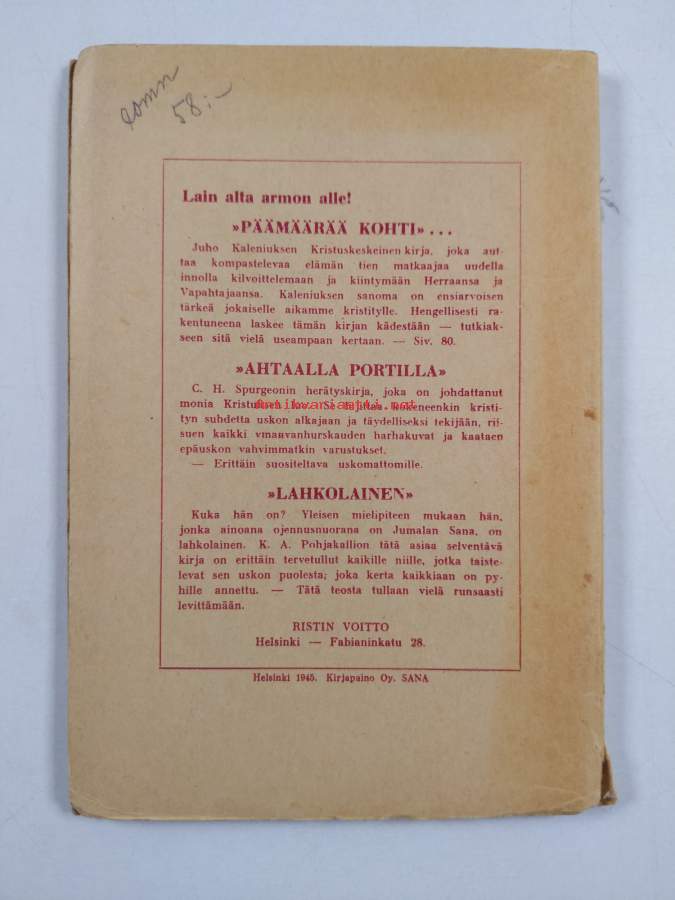 58:-
Lain alta armon alle!
»PÄÄMÄÄRÄÄ KOHTI»...
Juho Kaleniuksen Kristuskeskeinen kirja, joka aut-
taa kompastelevaa elämän tien matkaajaa uudella
innolla kilvoittelemaan ja kiintymään Herraansa ja
Vapahtajaansa. Kaleniuksen sanoma on ensiarvoisen
tärkeä jokaiselle aikamme kristitylle. Hengellisesti ra-
kentuneena laskee tämän kirjan kädestään — tutkiak-
seen sitä vielä useampaan kertaan. — Siv. 80.
»AHTAALLA PORTILLA»
C. H. Spurgeonin herätyskirja, joka on johdattanut
monia Kristuksen kristi-
Antikvariaatti.net
tyn suhdetta uskon alkajaan ja täydelliseksi tekijään, rii-
suen kaikki vmanvanhurskauden harhakuvat ja kaataen
epäuskon vahvimmatkin varustukset.
— Erittäin suositeltava uskomattomille.
»LAHKOLAINEN»
Kuka hän on? Yleisen mielipiteen mukaan hän,
jonka ainoana ojennusnuorana on Jumalan Sana, on
lahkolainen. K. A. Pohjakallion tätä asiaa selventävä
kirja on erittäin tervetullut kaikille niille, jotka taiste-
levat sen uskon puolesta; joka kerta kaikkiaan on py-
hille annettu. — Tätä teosta tullaan vielä runsaasti
levittämään.
RISTIN VOITTO
Helsinki — Fabianinkatu 28.
Helsinki 1945. Kirjapaino Oy. SANA